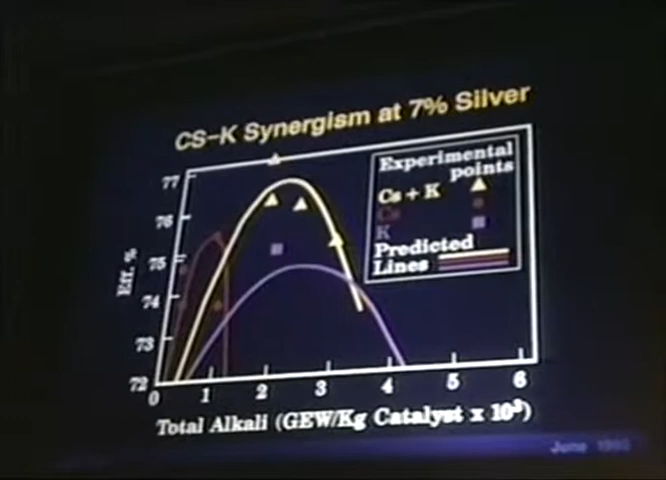 CS-K Synergism at 7% Silver
77
76
75
74
73
72
Eff. %
Experimental
points
Cs + K
Cs
K
Predicted
Lines
0 1 2 3 4 5 6
Total Alkali (GEW/Kg Catalyst x 10³)
June